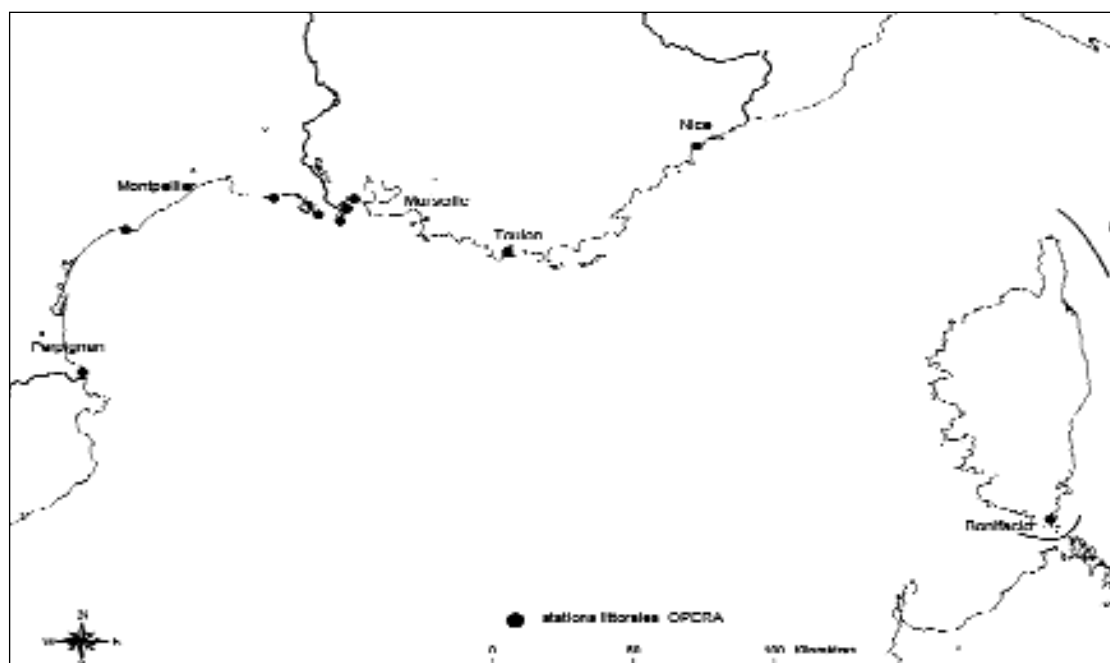 Nice
Montpellier
Marseille
Toulon
Perpignan
Bonifacio
N
stations littorales OPERA
0 50 100 Kilomètres